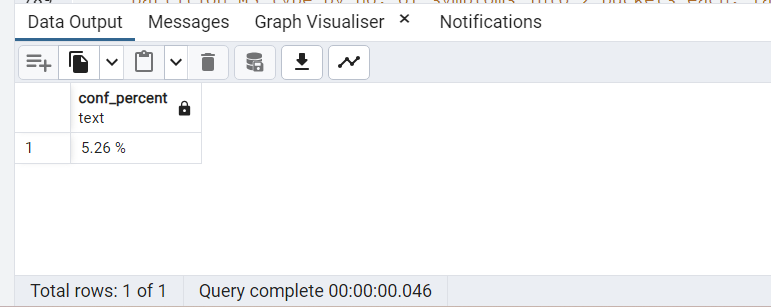 Data Output Messages Graph Visualiser × Notifications
conf_percent
text
1 5.26 %
Total rows: 1 of 1 Query complete 00:00:00.046